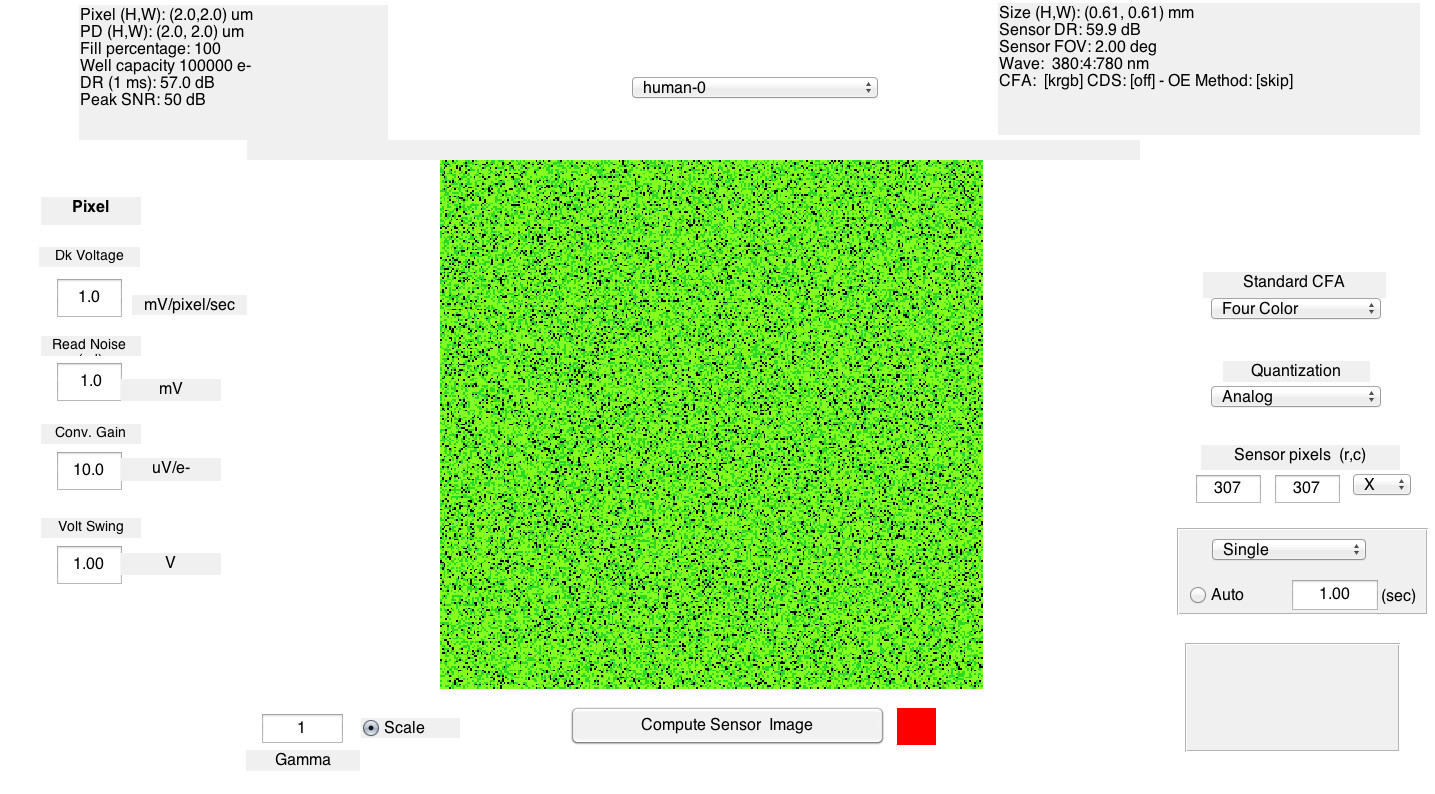 Pixel (H,W): (2.0,2.0) um
PD (H,W): (2.0, 2.0) um
Fill percentage: 100
Well capacity 100000 e-
DR (1 ms): 57.0 dB
Peak SNR: 50 dB
human-0
Size (H,W): (0.61, 0.61) mm
Sensor DR: 59.9 dB
Sensor FOV: 2.00 deg
Wave: 380:4:780 nm
CFA: [krgb] CDS: [off] - OE Method: [skip]
Pixel
Dk Voltage
1.0 mV/pixel/sec
Read Noise
1.0 mV
Conv. Gain
10.0 uV/e-
Volt Swing
1.00 V
Standard CFA
Four Color
Quantization
Analog
Sensor pixels (r,c)
307 307 X
Single
Auto 1.00 (sec)
1 Scale
Gamma
Compute Sensor Image